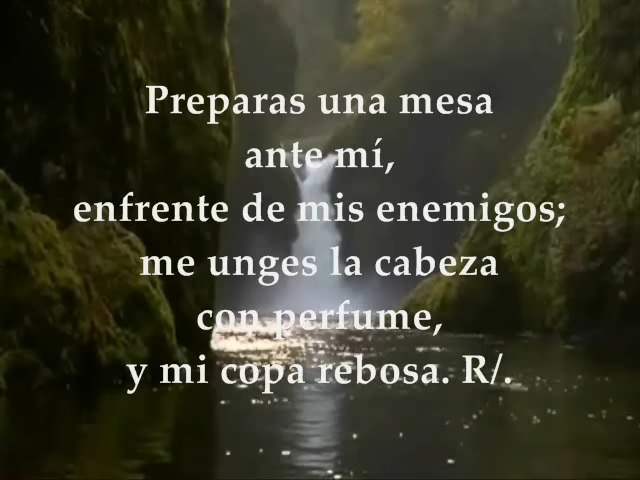 Preparas una mesa
ante mí,
enfrente de mis enemigos;
me unges la cabeza
con perfume,
y mi copa rebosa. R/.